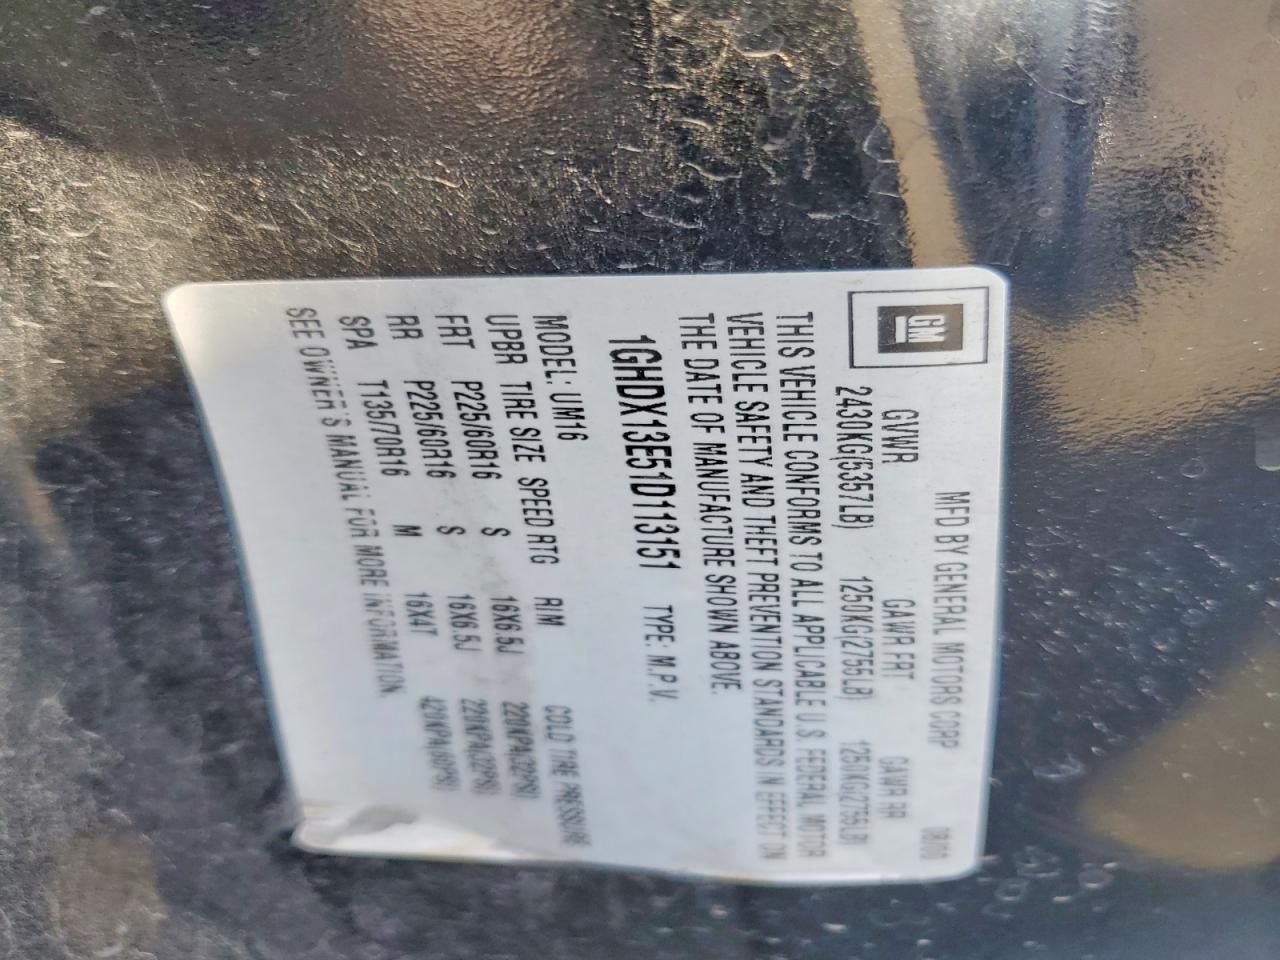 GM
MFD BY GENERAL MOTORS CORP 08/00
GVWR GAWR FRT GAWR RR
2430KG(5357LB) 1250KG(2755LB) 1250KG(2755LB)
THIS VEHICLE CONFORMS TO ALL APPLICABLE U.S. FEDERAL MOTOR
VEHICLE SAFETY AND THEFT PREVENTION STANDARDS IN EFFECT ON
THE DATE OF MANUFACTURE SHOWN ABOVE.
1GHDX13E51D113151 TYPE: M.P.V.
MODEL: UM16
UPBR TIRE SIZE SPEED RTG RIM COLD TIRE PRESSURE
FRT P225/60R16 S 16X6.5J 220KPA(32PSI)
RR P225/60R16 S 16X6.5J 220KPA(32PSI)
SPA T135/70R16 M 16X4T 420KPA(60PSI)
SEE OWNER'S MANUAL FOR MORE INFORMATION.